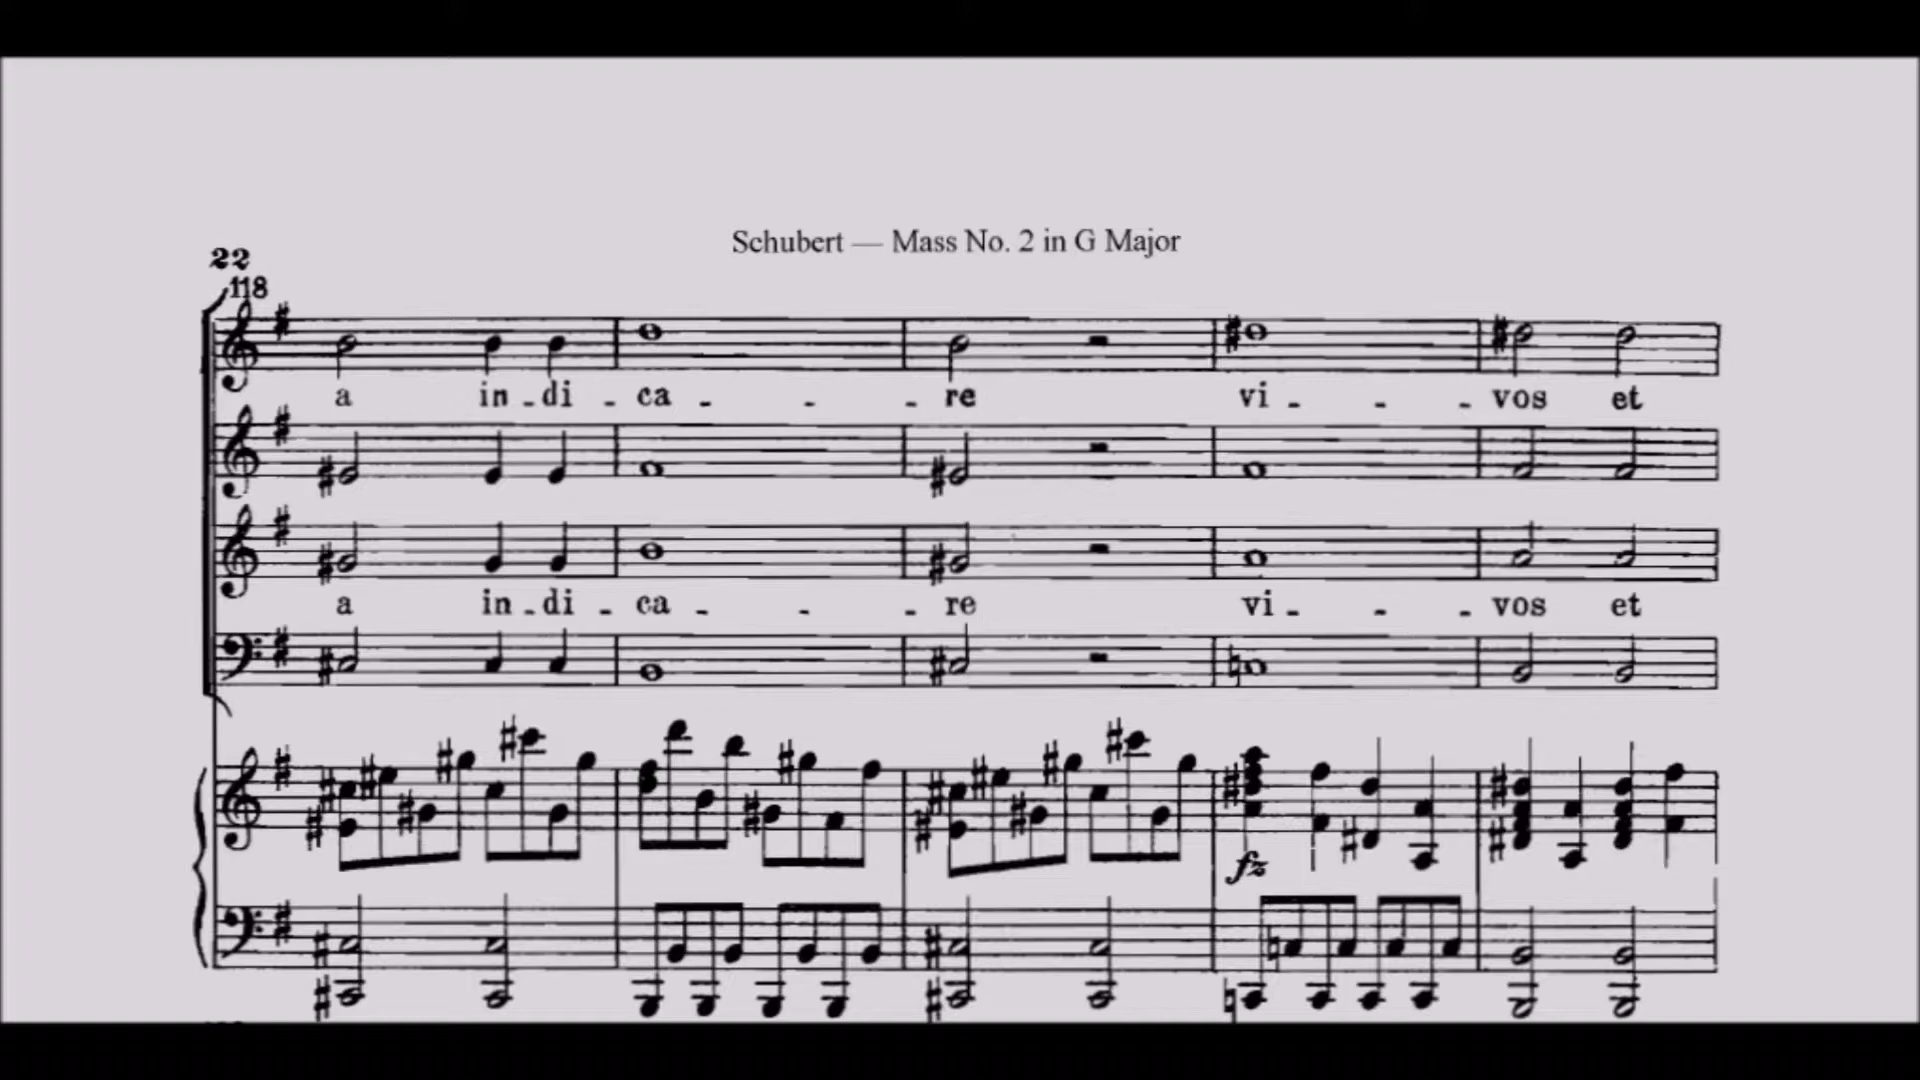 Schubert — Mass No. 2 in G Major
22
118
a in - di - ca - - - re vi - - - vos et
a in - di - ca - - - re vi - - - vos et
fz